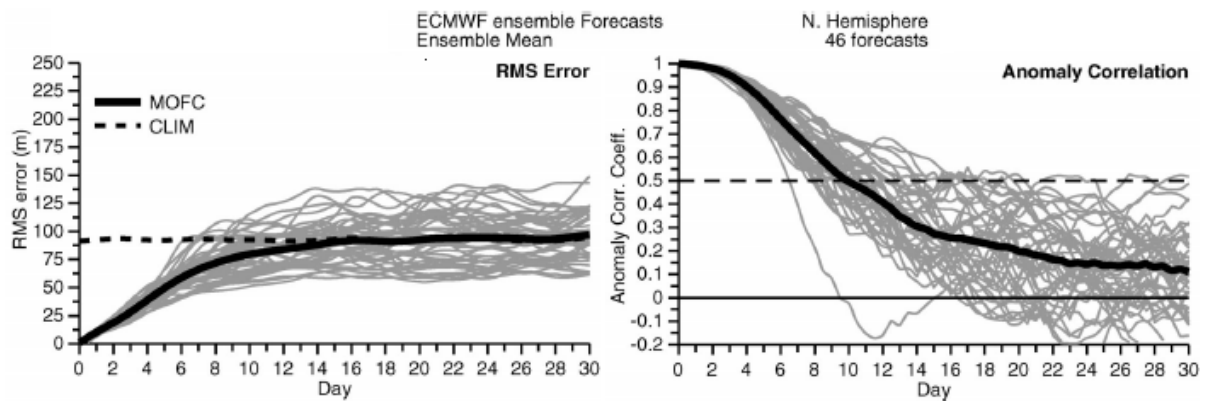 ECMWF ensemble Forecasts N. Hemisphere
Ensemble Mean 46 forecasts
RMS Error
MOFC
CLIM
RMS error (m)
250
225
200
175
150
125
100
75
50
25
0
0 2 4 6 8 10 12 14 16 18 20 22 24 26 28 30
Day
Anomaly Correlation
Anomaly Corr. Coeff.
1
0.9
0.8
0.7
0.6
0.5
0.4
0.3
0.2
0.1
0
-0.1
-0.2
0 2 4 6 8 10 12 14 16 18 20 22 24 26 28 30
Day